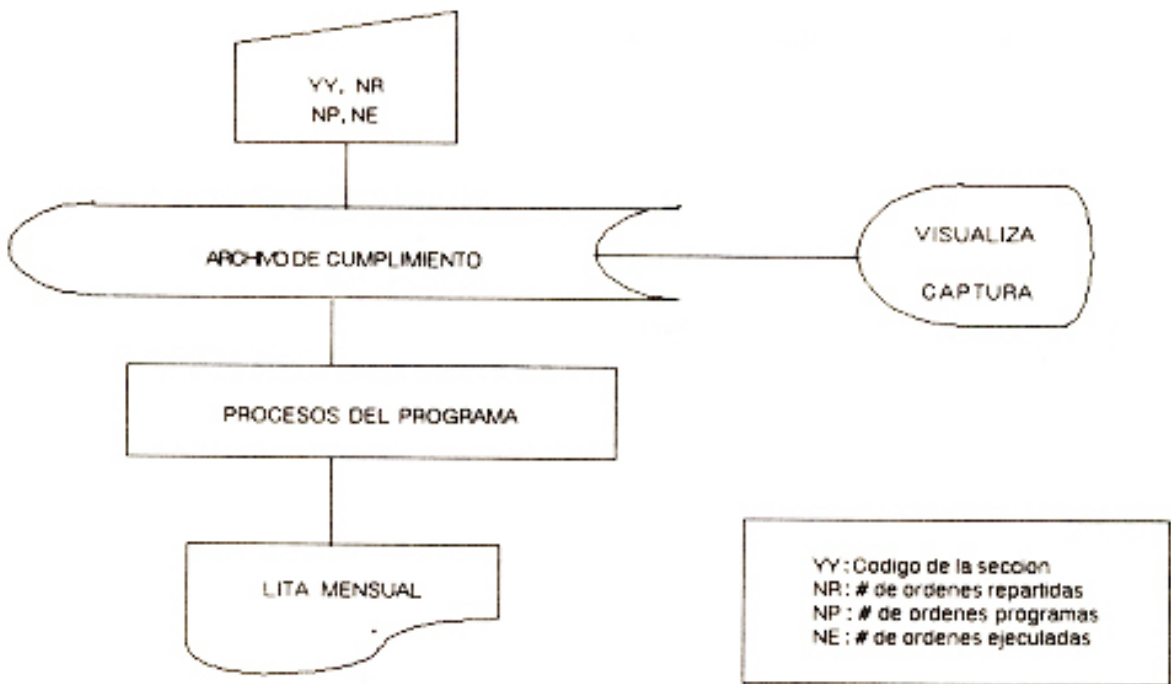 YY, NR
NP, NE
ARCHIVO DE CUMPLIMIENTO
VISUALIZA
CAPTURA
PROCESOS DEL PROGRAMA
LITA MENSUAL
YY: Codigo de la seccion
NR: # de ordenes repartidas
NP: # de ordenes programas
NE: # de ordenes ejeculadas